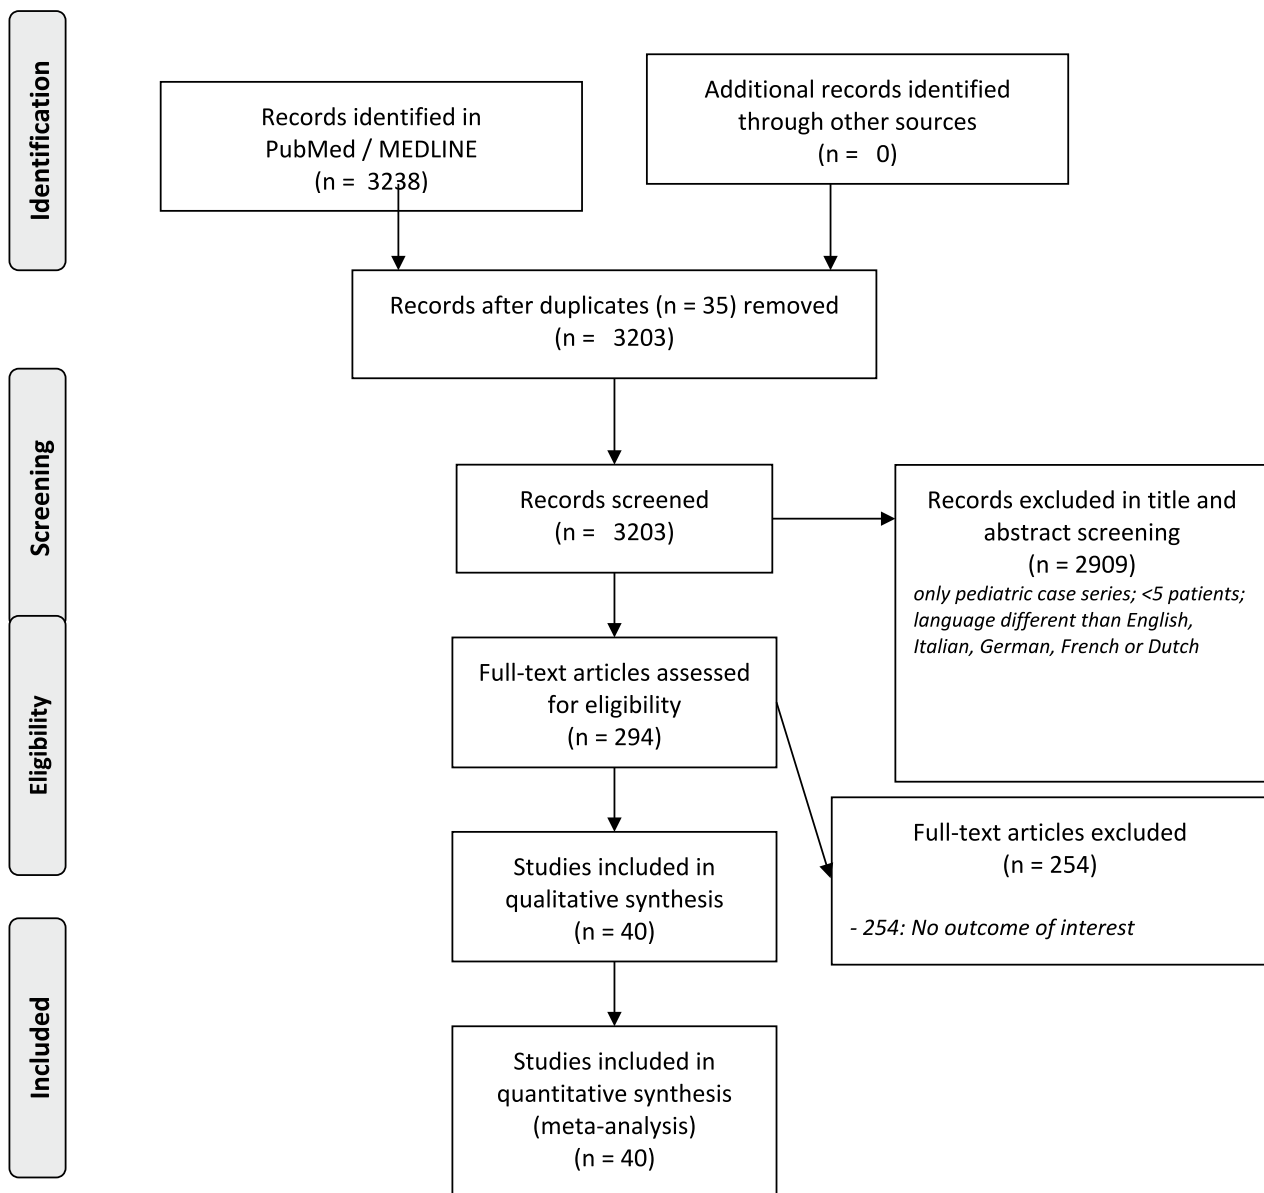 Identification
Records identified in
PubMed / MEDLINE
(n = 3238)
Additional records identified
through other sources
(n = 0)
Records after duplicates (n = 35) removed
(n = 3203)
Screening
Records screened
(n = 3203)
Records excluded in title and
abstract screening
(n = 2909)
only pediatric case series; <5 patients;
language different than English,
Italian, German, French or Dutch
Eligibility
Full-text articles assessed
for eligibility
(n = 294)
Full-text articles excluded
(n = 254)
- 254: No outcome of interest
Studies included in
qualitative synthesis
(n = 40)
Included
Studies included in
quantitative synthesis
(meta-analysis)
(n = 40)